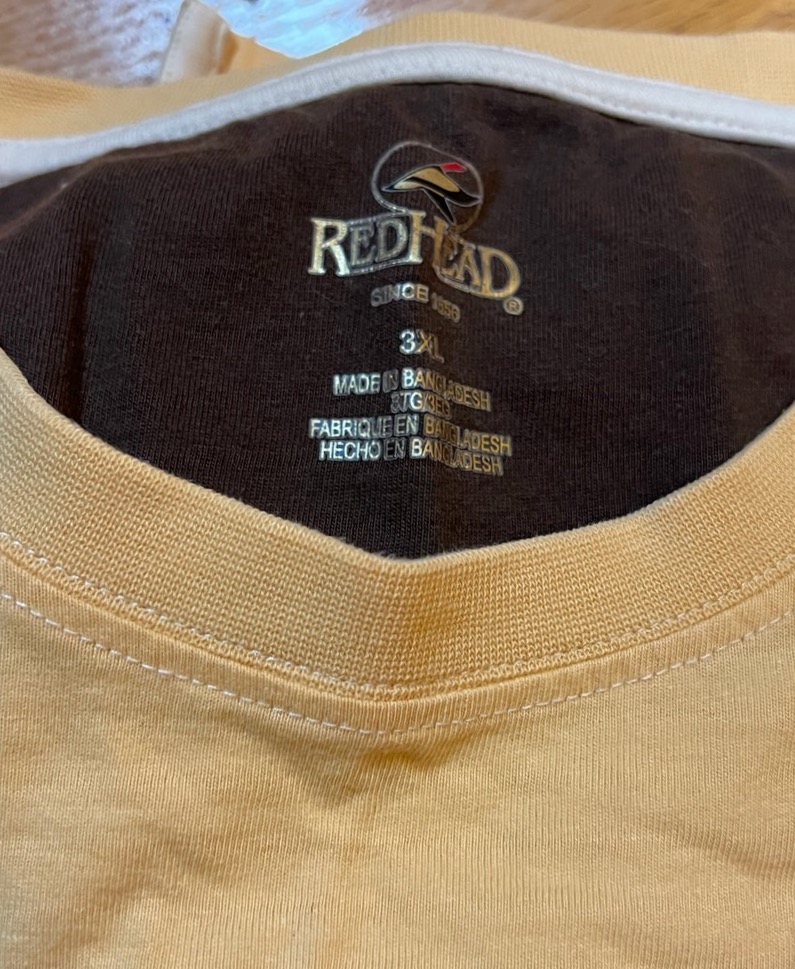 REDHEAD
®
SINCE 1856
3XL
MADE IN BANGLADESH
FABRIQUE EN BANGLADESH
HECHO EN BANGLADESH